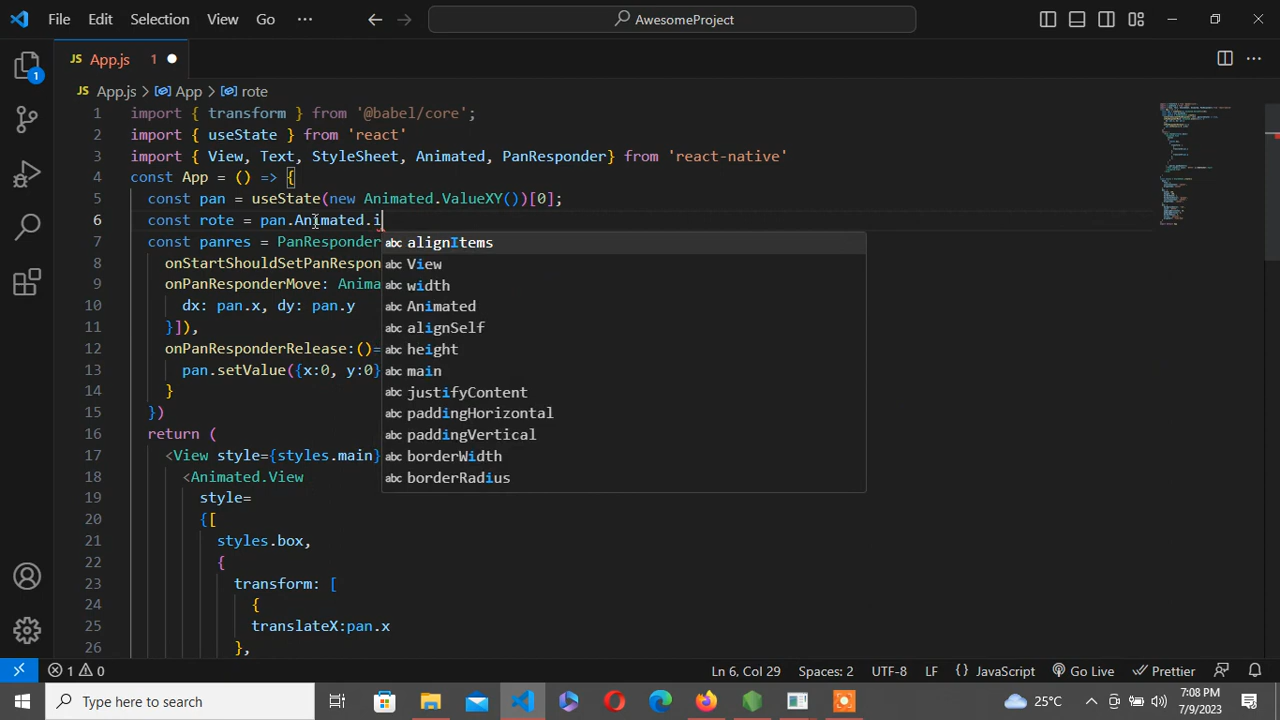 File Edit Selection View Go ··· AwesomeProject
1
JS App.js 1
JS App.js > App > rote
1 import { transform } from '@babel/core';
2 import { useState } from 'react'
3 import { View, Text, StyleSheet, Animated, PanResponder} from 'react-native'
4 const App = () => {
5 const pan = useState(new Animated.ValueXY())[0];
6 const rote = pan.Animated.i
7 const panres = PanResponder
8 onStartShouldSetPanRespon
9 onPanResponderMove: Anima
10 dx: pan.x, dy: pan.y
11 }]),
12 onPanResponderRelease:()=
13 pan.setValue({x:0, y:0}
14 }
15 })
16 return (
17 <View style={styles.main}
18 <Animated.View
19 style=
20 {[
21 styles.box,
22 {
23 transform: [
24 {
25 translateX:pan.x
26 },
abc alignItems
abc View
abc width
abc Animated
abc alignSelf
abc height
abc main
abc justifyContent
abc paddingHorizontal
abc paddingVertical
abc borderWidth
abc borderRadius
1 0 Ln 6, Col 29 Spaces: 2 UTF-8 LF {} JavaScript Go Live Prettier
Type here to search 25°C 7:08 PM
7/9/2023 1